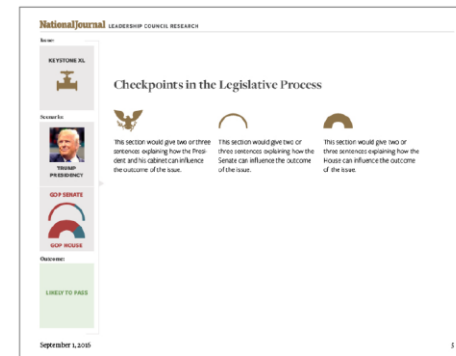 NationalJournal LEADERSHIP COUNCIL RESEARCH
Issue:
KEYSTONE XL
Scenario:
TRUMP
PRESIDENCY
GOP SENATE
GOP HOUSE
Outcome:
LIKELY TO PASS
Checkpoints in the Legislative Process
This section would give two or three
sentences explaining how the Presi-
dent and his cabinet can influence
the outcome of the issue.
This section would give two or
three sentences explaining how the
Senate can influence the outcome
of the issue.
This section would give two or
three sentences explaining how the
House can influence the outcome
of the issue.
September 1, 2016
5